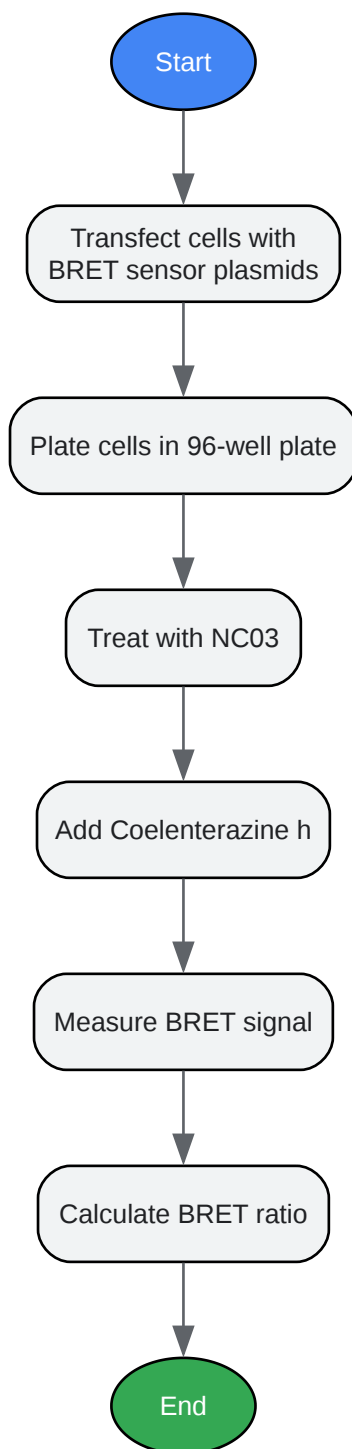 Start
Transfect cells with
BRET sensor plasmids
Plate cells in 96-well plate
Treat with NC03
Add Coelenterazine h
Measure BRET signal
Calculate BRET ratio
End